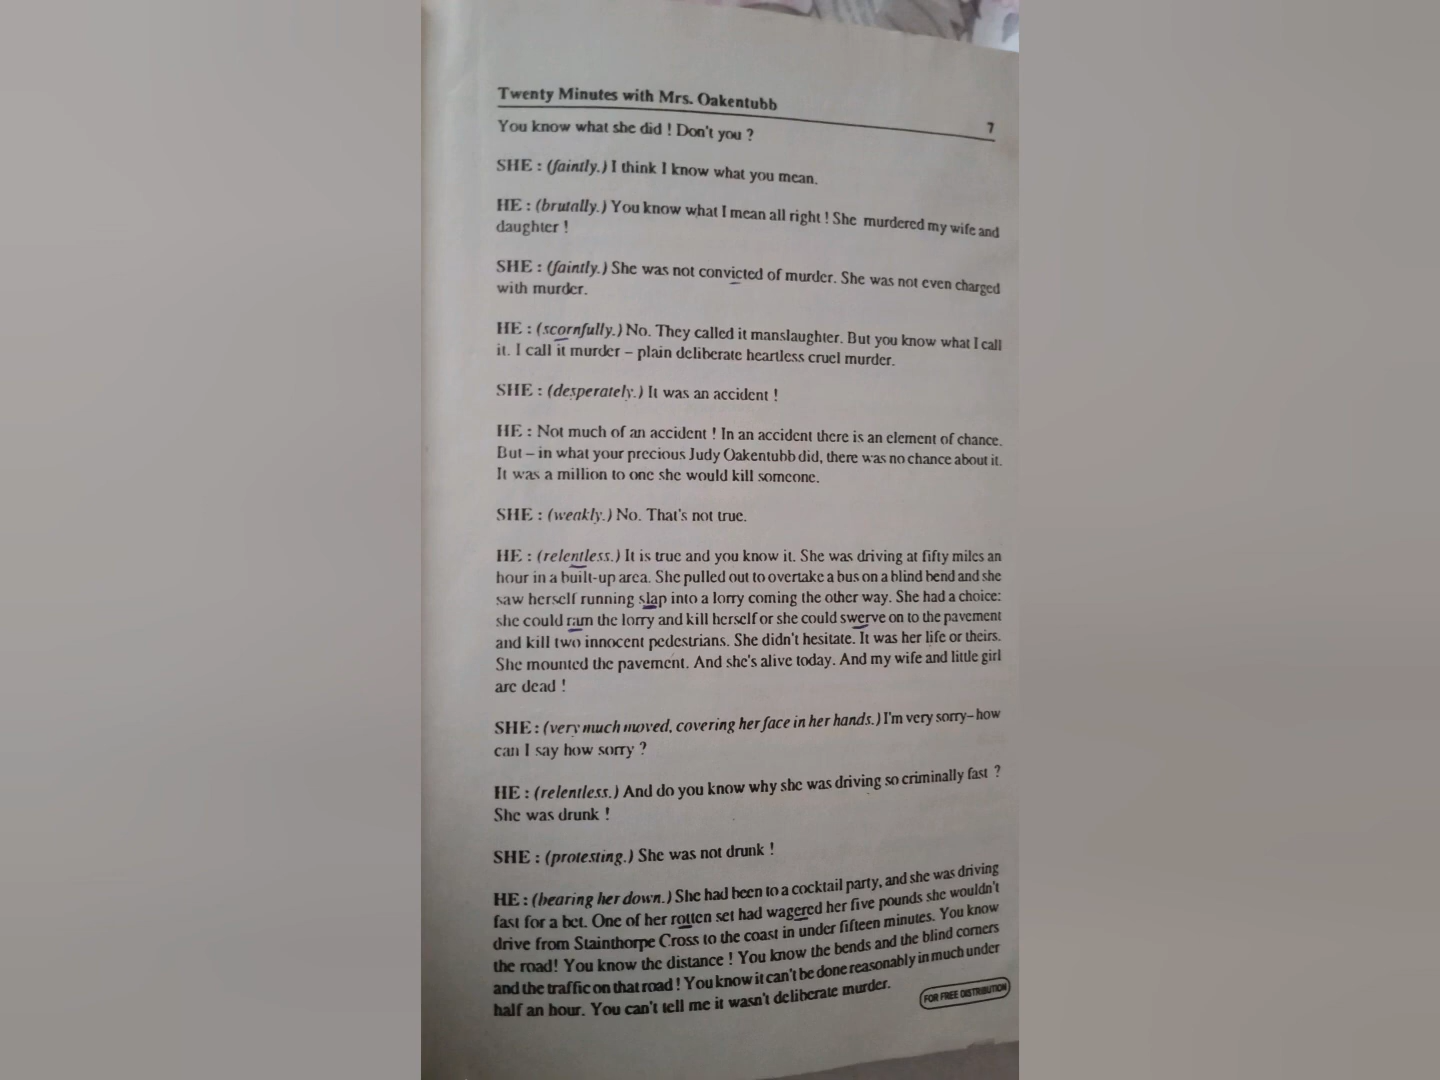 Twenty Minutes with Mrs. Oakentubb
7
You know what she did ! Don't you ?
SHE : (faintly.) I think I know what you mean.
HE : (brutally.) You know what I mean all right ! She murdered my wife and
daughter !
SHE : (faintly.) She was not convicted of murder. She was not even charged
with murder.
HE : (scornfully.) No. They called it manslaughter. But you know what I call
it. I call it murder – plain deliberate heartless cruel murder.
SHE : (desperately.) It was an accident !
HE : Not much of an accident ! In an accident there is an element of chance.
But – in what your precious Judy Oakentubb did, there was no chance about it.
It was a million to one she would kill someone.
SHE : (weakly.) No. That's not true.
HE : (relentless.) It is true and you know it. She was driving at fifty miles an
hour in a built-up area. She pulled out to overtake a bus on a blind bend and she
saw herself running slap into a lorry coming the other way. She had a choice:
she could ram the lorry and kill herself or she could swerve on to the pavement
and kill two innocent pedestrians. She didn't hesitate. It was her life or theirs.
She mounted the pavement. And she's alive today. And my wife and little girl
are dead !
SHE : (very much moved, covering her face in her hands.) I'm very sorry–how
can I say how sorry ?
HE : (relentless.) And do you know why she was driving so criminally fast ?
She was drunk !
SHE : (protesting.) She was not drunk !
HE : (bearing her down.) She had been to a cocktail party, and she was driving
fast for a bet. One of her rotten set had wagered her five pounds she wouldn't
drive from Stainthorpe Cross to the coast in under fifteen minutes. You know
the road! You know the distance ! You know the bends and the blind corners
and the traffic on that road ! You know it can't be done reasonably in much under
half an hour. You can't tell me it wasn't deliberate murder.
FOR FREE DISTRIBUTION